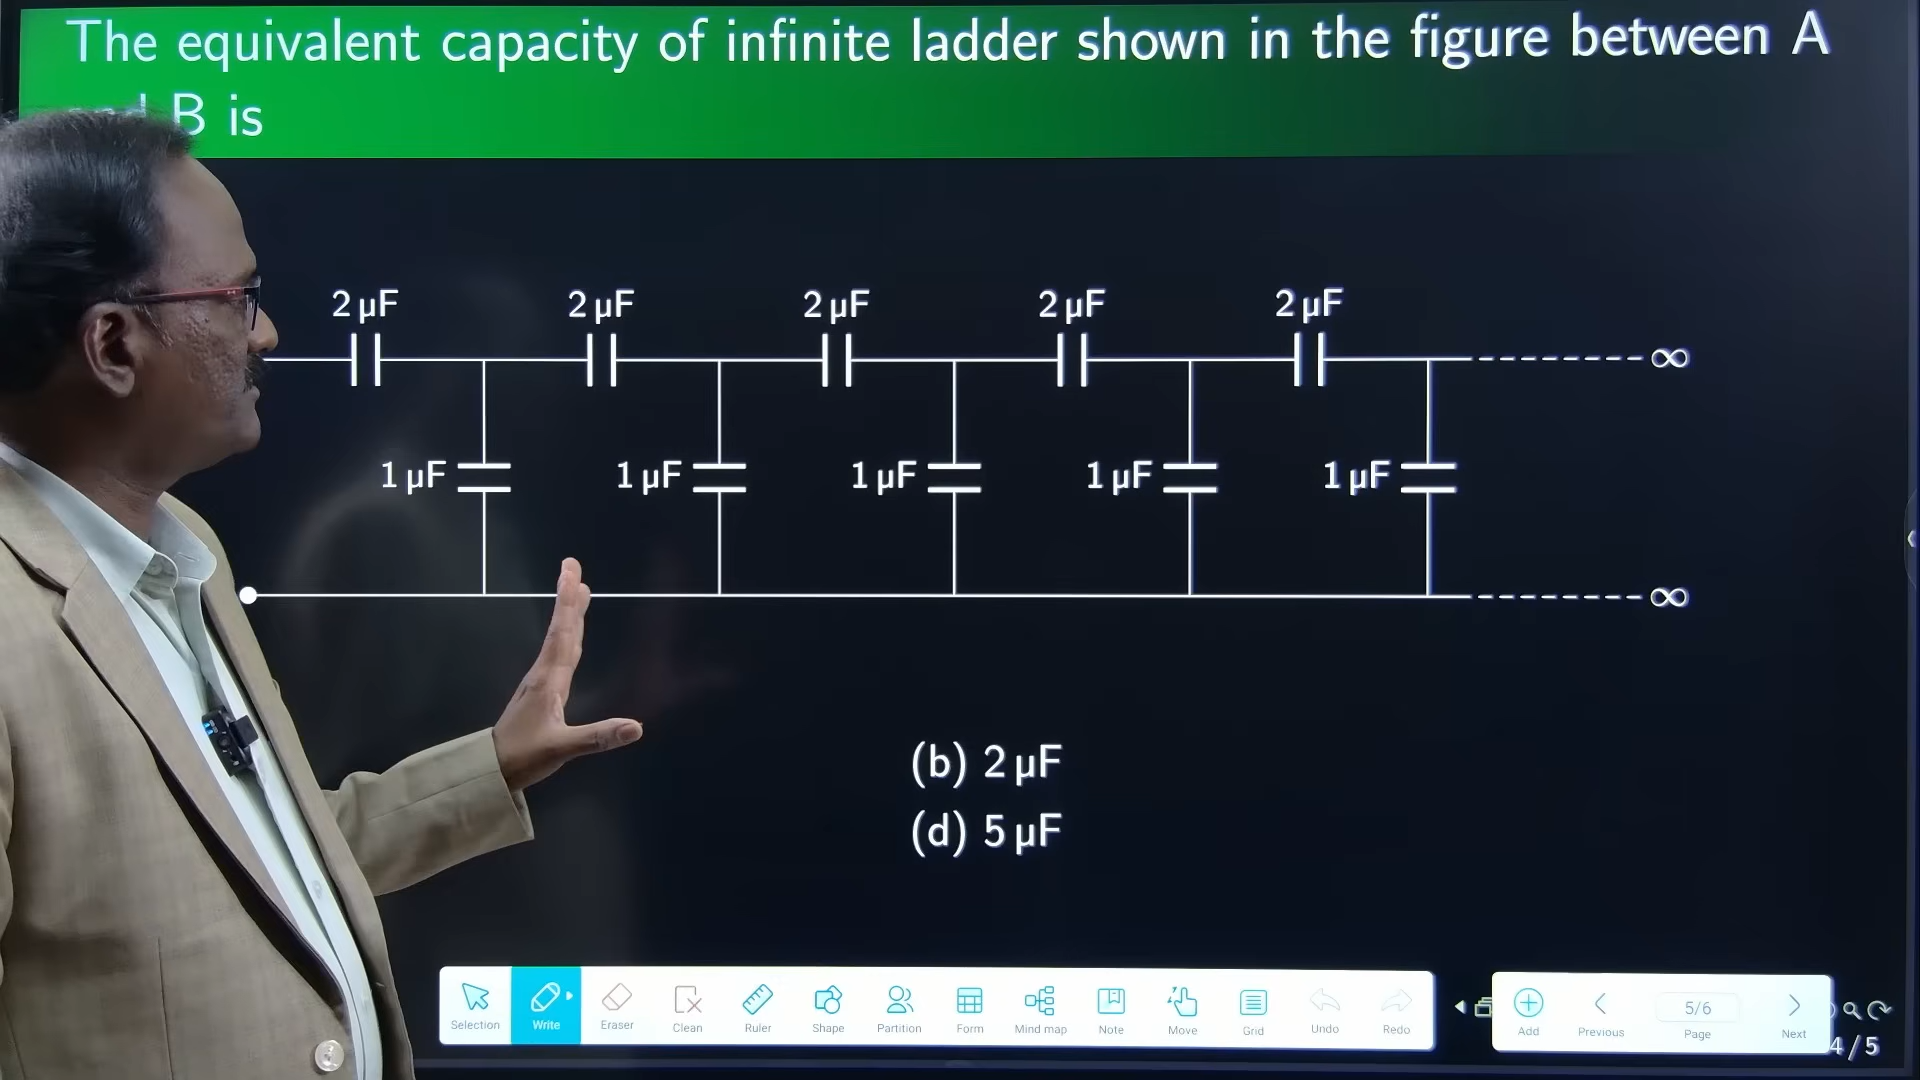 The equivalent capacity of infinite ladder shown in the figure between A
B is
2 µF 2 µF 2 µF 2 µF 2 µF
∞
1 µF 1 µF 1 µF 1 µF 1 µF
∞
(b) 2 µF
(d) 5 µF
Selection Write Eraser Clean Ruler Shape Partition Form Mind map Note Move Grid Undo Redo
Add Previous 5/6 Page Next
4/5